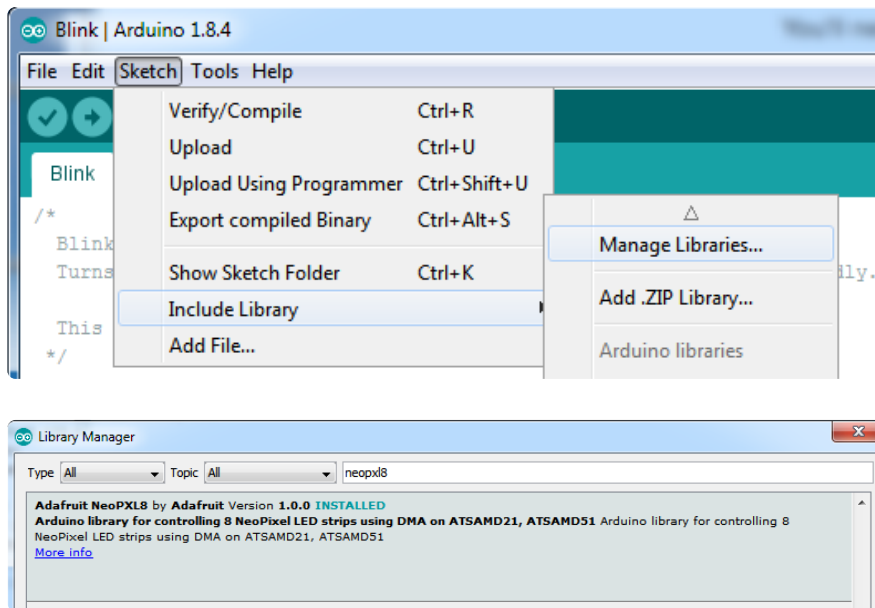 Blink | Arduino 1.8.4
File Edit Sketch Tools Help
Verify/Compile Ctrl+R
Upload Ctrl+U
Blink
Upload Using Programmer Ctrl+Shift+U
/*
Export compiled Binary Ctrl+Alt+S
△
Blink
Manage Libraries...
Turns
Show Sketch Folder Ctrl+K
dly.
Add .ZIP Library...
Include Library
This
Add File...
Arduino libraries
*/
Library Manager
Type All Topic All neopxl8
Adafruit NeoPXL8 by Adafruit Version 1.0.0 INSTALLED
Arduino library for controlling 8 NeoPixel LED strips using DMA on ATSAMD21, ATSAMD51 Arduino library for controlling 8
NeoPixel LED strips using DMA on ATSAMD21, ATSAMD51
More info